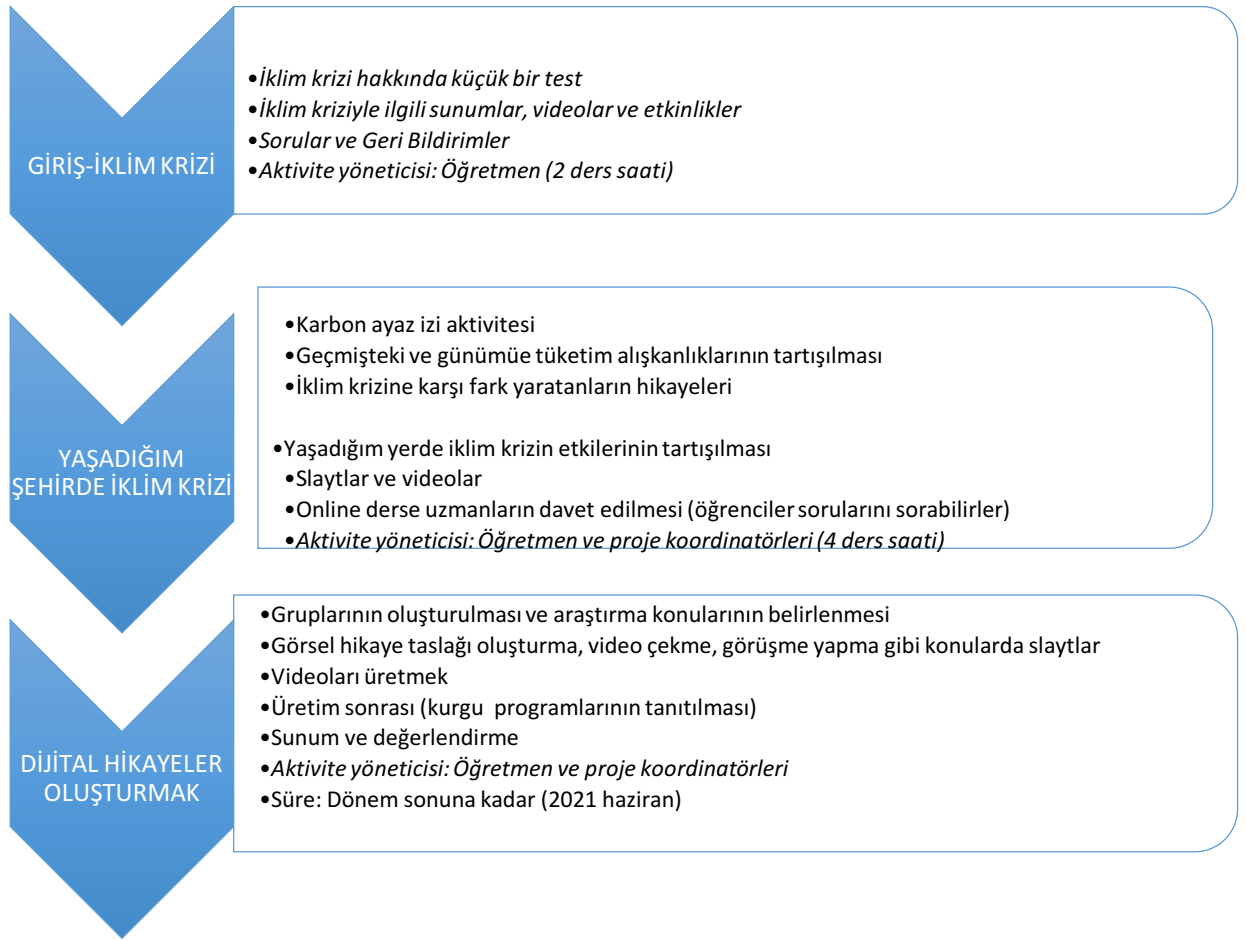 GİRİŞ-İKLİM KRİZİ
•İklim krizi hakkında küçük bir test
•İklim kriziyle ilgili sunumlar, videolar ve etkinlikler
•Sorular ve Geri Bildirimler
•Aktivite yöneticisi: Öğretmen (2 ders saati)
YAŞADIĞIM
ŞEHİRDE İKLİM KRİZİ
•Karbon ayaz izi aktivitesi
•Geçmişteki ve günümüe tüketim alışkanlıklarının tartışılması
•İklim krizine karşı fark yaratanların hikayeleri
•Yaşadığım yerde iklim krizin etkilerinin tartışılması
•Slaytlar ve videolar
•Online derse uzmanların davet edilmesi (öğrenciler sorularını sorabilirler)
•Aktivite yöneticisi: Öğretmen ve proje koordinatörleri (4 ders saati)
DİJİTAL HİKAYELER
OLUŞTURMAK
•Gruplarının oluşturulması ve araştırma konularının belirlenmesi
•Görsel hikaye taslağı oluşturma, video çekme, görüşme yapma gibi konularda slaytlar
•Videoları üretmek
•Üretim sonrası (kurgu programlarının tanıtılması)
•Sunum ve değerlendirme
•Aktivite yöneticisi: Öğretmen ve proje koordinatörleri
•Süre: Dönem sonuna kadar (2021 haziran)